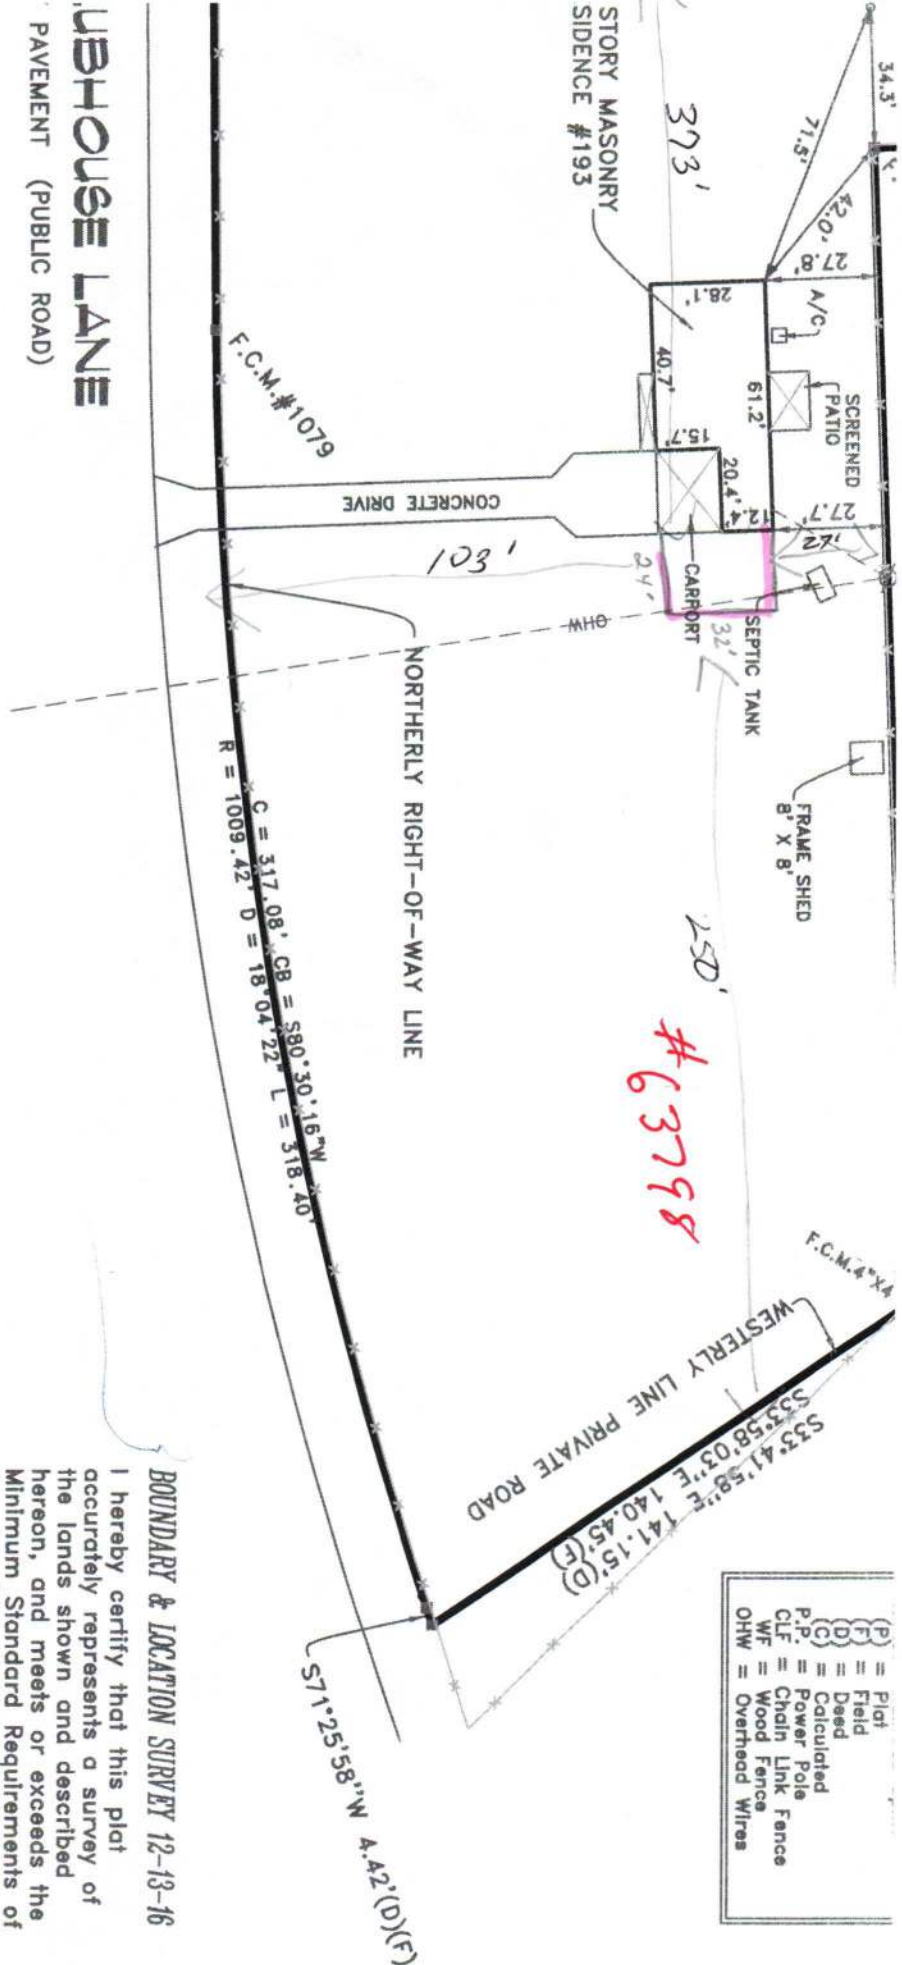 34.3'
71.5'
42.0'
27.8'
A/C
SCREENED
PATIO
27.7'
STORY MASONRY
SIDENCE #193
373'
28.1'
40.7'
61.2'
15.7'
20.4'
12.4'
CARPORT
24'
32'
SEPTIC TANK
FRAME SHED
8' X 8'
CONCRETE DRIVE
103'
OHW
250'
#63798
F.C.M.#1079
NORTHERLY RIGHT-OF-WAY LINE
C = 317.08' CB = S80°30'16"W
R = 1009.42' D = 18°04'22" L = 318.40'
F.C.M.4"X4
WESTERLY LINE PRIVATE ROAD
S33°58'03"E 140.45'(F)
S33°41'58"E 141.15'(D)
S71°25'58"W 4.42'(D)(F)
UBHOUSE LANE
PAVEMENT (PUBLIC ROAD)
(P) = Plat
(F) = Field
(D) = Deed
(C) = Calculated
P.P. = Power Pole
CLF = Chain Link Fence
WF = Wood Fence
OHW = Overhead Wires
BOUNDARY & LOCATION SURVEY 12-13-16
I hereby certify that this plat
accurately represents a survey of
the lands shown and described
hereon, and meets or exceeds the
Minimum Standard Requirements of